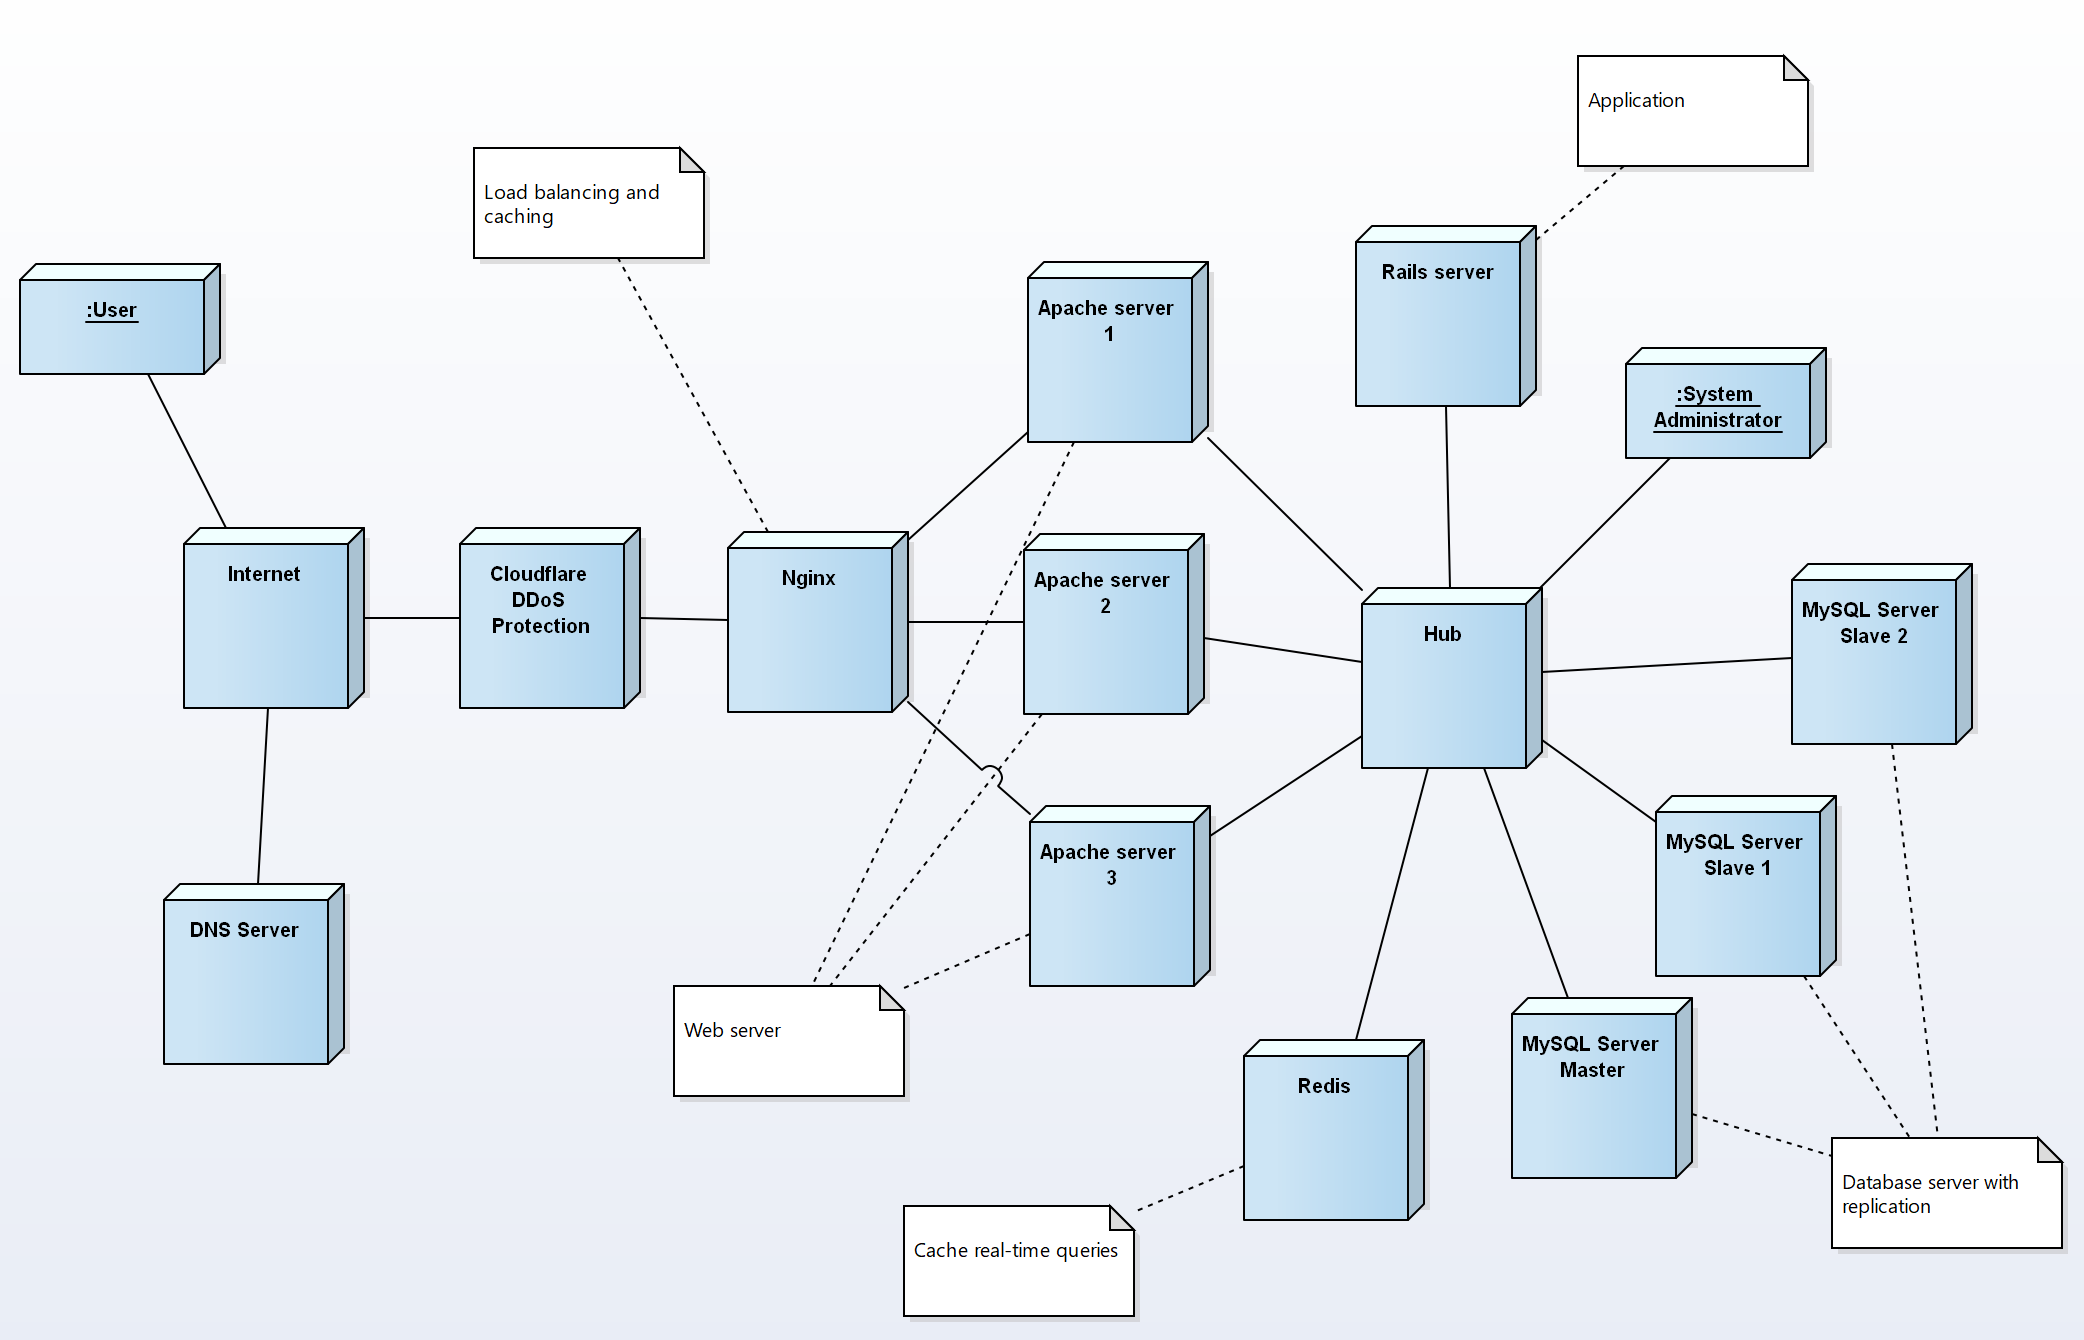 Application
Load balancing and
caching
:User
Apache server
1
Rails server
:System
Administrator
Internet
Cloudflare
DDoS
Protection
Nginx
Apache server
2
Hub
MySQL Server
Slave 2
DNS Server
Apache server
3
MySQL Server
Slave 1
Web server
Redis
MySQL Server
Master
Database server with
replication
Cache real-time queries